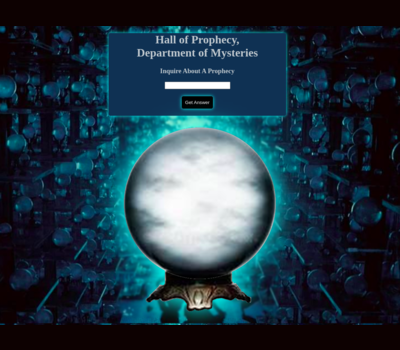 Hall of Prophecy,
Department of Mysteries
Inquire About A Prophecy
Get Answer